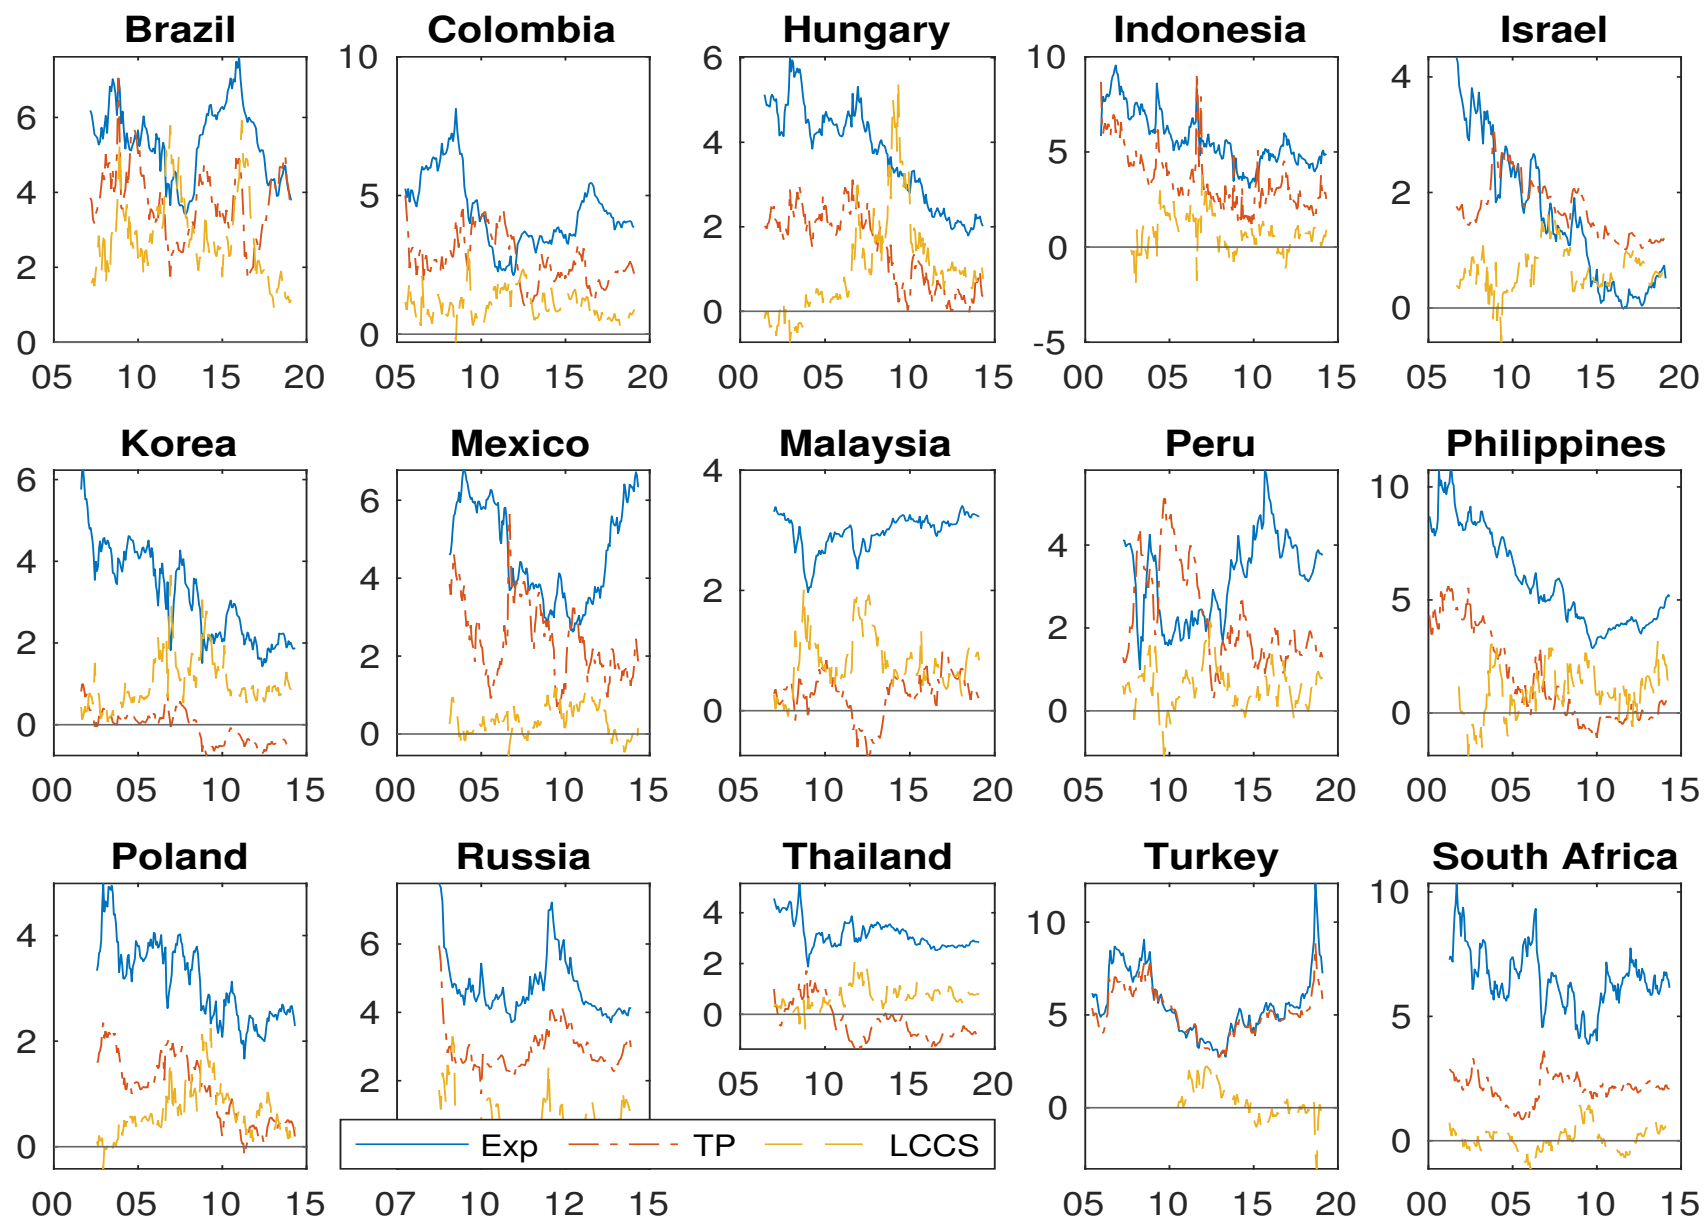 Brazil Colombia Hungary Indonesia Israel
6 4 2 0
10 5 0
6 4 2 0
10 5 0 -5
4 2 0
05 10 15 20 05 10 15 20 00 05 10 15 00 05 10 15 05 10 15 20
Korea Mexico Malaysia Peru Philippines
6 4 2 0
6 4 2 0
4 2 0
4 2 0
10 5 0
00 05 10 15 00 05 10 15 05 10 15 20 05 10 15 20 00 05 10 15
Poland Russia Thailand Turkey South Africa
4 2 0
6 4 2
4 2 0
10 5 0
10 5 0
05 10 15 20
Exp TP LCCS
00 05 10 15 07 12 15 05 10 15 20 00 05 10 15